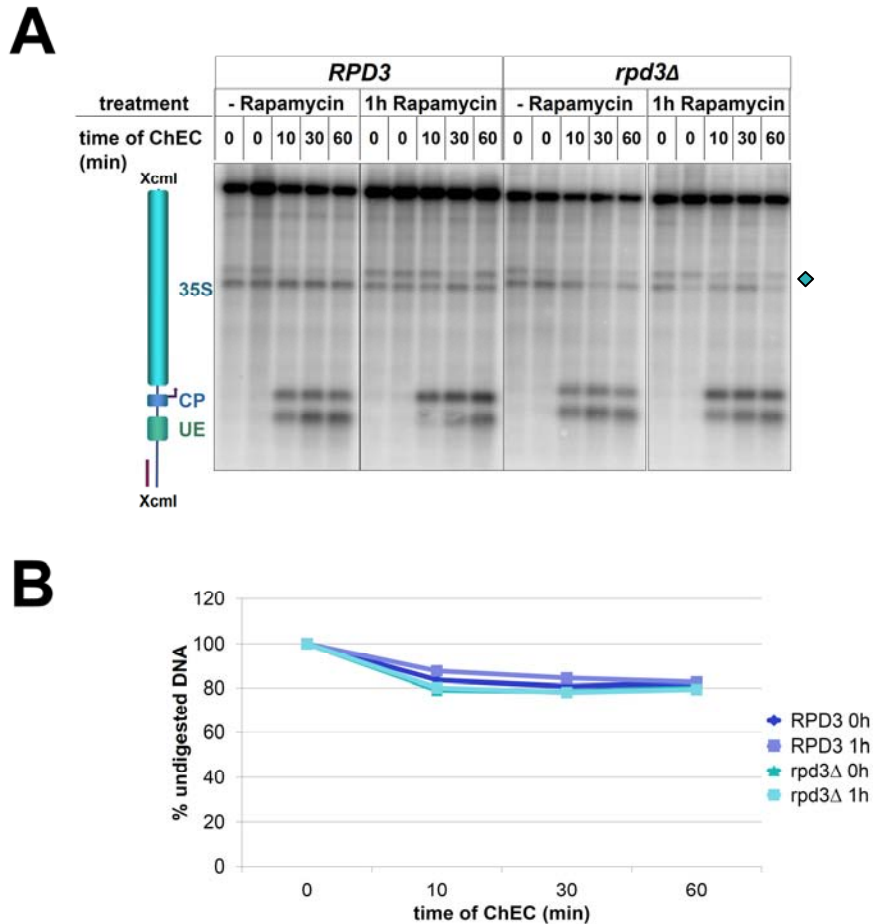 A
RPD3 rpd3Δ
treatment - Rapamycin 1h Rapamycin - Rapamycin 1h Rapamycin
time of ChEC (min) 0 0 10 30 60 0 0 10 30 60 0 0 10 30 60 0 0 10 30 60
XcmI
35S
CP
UE
XcmI
B
120
100
80
60
40
20
0
% undigested DNA
0 10 30 60
time of ChEC (min)
RPD3 0h
RPD3 1h
rpd3Δ 0h
rpd3Δ 1h